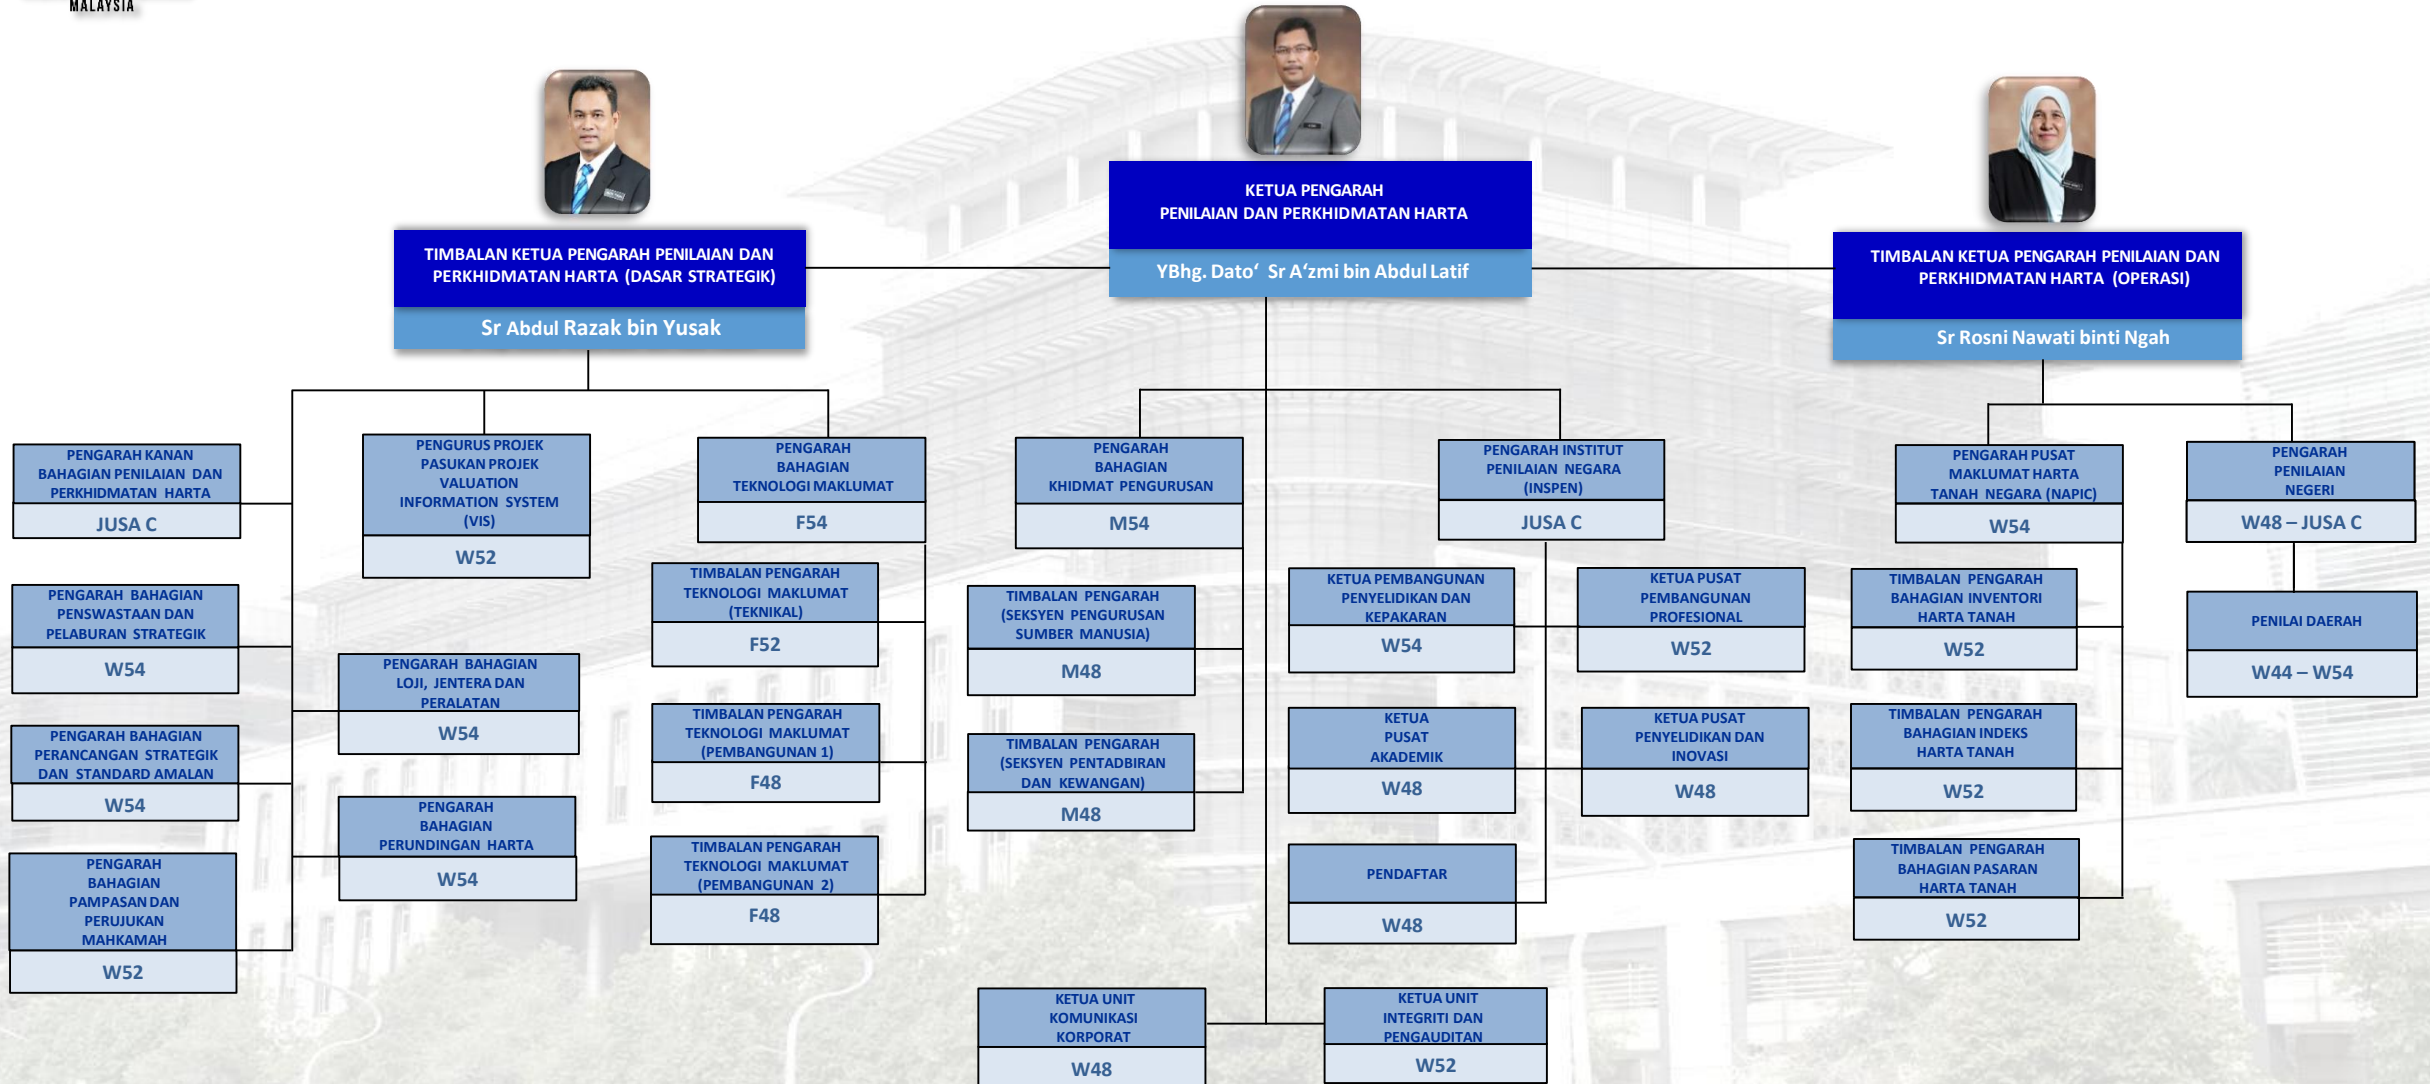 MALAYSIA
KETUA PENGARAH
PENILAIAN DAN PERKHIDMATAN HARTA
YBhg. Dato‘ Sr A‘zmi bin Abdul Latif
TIMBALAN KETUA PENGARAH PENILAIAN DAN
PERKHIDMATAN HARTA (DASAR STRATEGIK)
Sr Abdul Razak bin Yusak
TIMBALAN KETUA PENGARAH PENILAIAN DAN
PERKHIDMATAN HARTA (OPERASI)
Sr Rosni Nawati binti Ngah
PENGARAH KANAN
BAHAGIAN PENILAIAN DAN
PERKHIDMATAN HARTA
JUSA C
PENGARAH BAHAGIAN
PENSWASTAAN DAN
PELABURAN STRATEGIK
W54
PENGARAH BAHAGIAN
PERANCANGAN STRATEGIK
DAN STANDARD AMALAN
W54
PENGARAH
BAHAGIAN
PAMPASAN DAN
PERUJUKAN
MAHKAMAH
W52
PENGURUS PROJEK
PASUKAN PROJEK
VALUATION
INFORMATION SYSTEM
(VIS)
W52
PENGARAH BAHAGIAN
LOJI, JENTERA DAN
PERALATAN
W54
PENGARAH
BAHAGIAN
PERUNDINGAN HARTA
W54
PENGARAH
BAHAGIAN
TEKNOLOGI MAKLUMAT
F54
TIMBALAN PENGARAH
TEKNOLOGI MAKLUMAT
(TEKNIKAL)
F52
TIMBALAN PENGARAH
TEKNOLOGI MAKLUMAT
(PEMBANGUNAN 1)
F48
TIMBALAN PENGARAH
TEKNOLOGI MAKLUMAT
(PEMBANGUNAN 2)
F48
PENGARAH
BAHAGIAN
KHIDMAT PENGURUSAN
M54
TIMBALAN PENGARAH
(SEKSYEN PENGURUSAN
SUMBER MANUSIA)
M48
TIMBALAN PENGARAH
(SEKSYEN PENTADBIRAN
DAN KEWANGAN)
M48
PENGARAH INSTITUT
PENILAIAN NEGARA
(INSPEN)
JUSA C
KETUA PEMBANGUNAN
PENYELIDIKAN DAN
KEPAKARAN
W54
KETUA PUSAT
PEMBANGUNAN
PROFESIONAL
W52
KETUA
PUSAT
AKADEMIK
W48
KETUA PUSAT
PENYELIDIKAN DAN
INOVASI
W48
PENDAFTAR
W48
KETUA UNIT
KOMUNIKASI
KORPORAT
W48
KETUA UNIT
INTEGRITI DAN
PENGAUDITAN
W52
PENGARAH PUSAT
MAKLUMAT HARTA
TANAH NEGARA (NAPIC)
W54
TIMBALAN PENGARAH
BAHAGIAN INVENTORI
HARTA TANAH
W52
TIMBALAN PENGARAH
BAHAGIAN INDEKS
HARTA TANAH
W52
TIMBALAN PENGARAH
BAHAGIAN PASARAN
HARTA TANAH
W52
PENGARAH
PENILAIAN
NEGERI
W48 – JUSA C
PENILAI DAERAH
W44 – W54